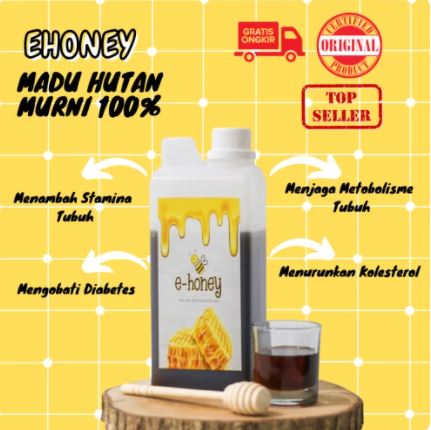 EHONEY
MADU HUTAN
MURNI 100%
GRATIS
ONGKIR
CERTIFIED
ORIGINAL
PRODUCT
TOP
SELLER
Menambah Stamina
Tubuh
Menjaga Metobolisme
Tubuh
Mengobati Diabetes
Menurunkan Kolesterol
e-honey